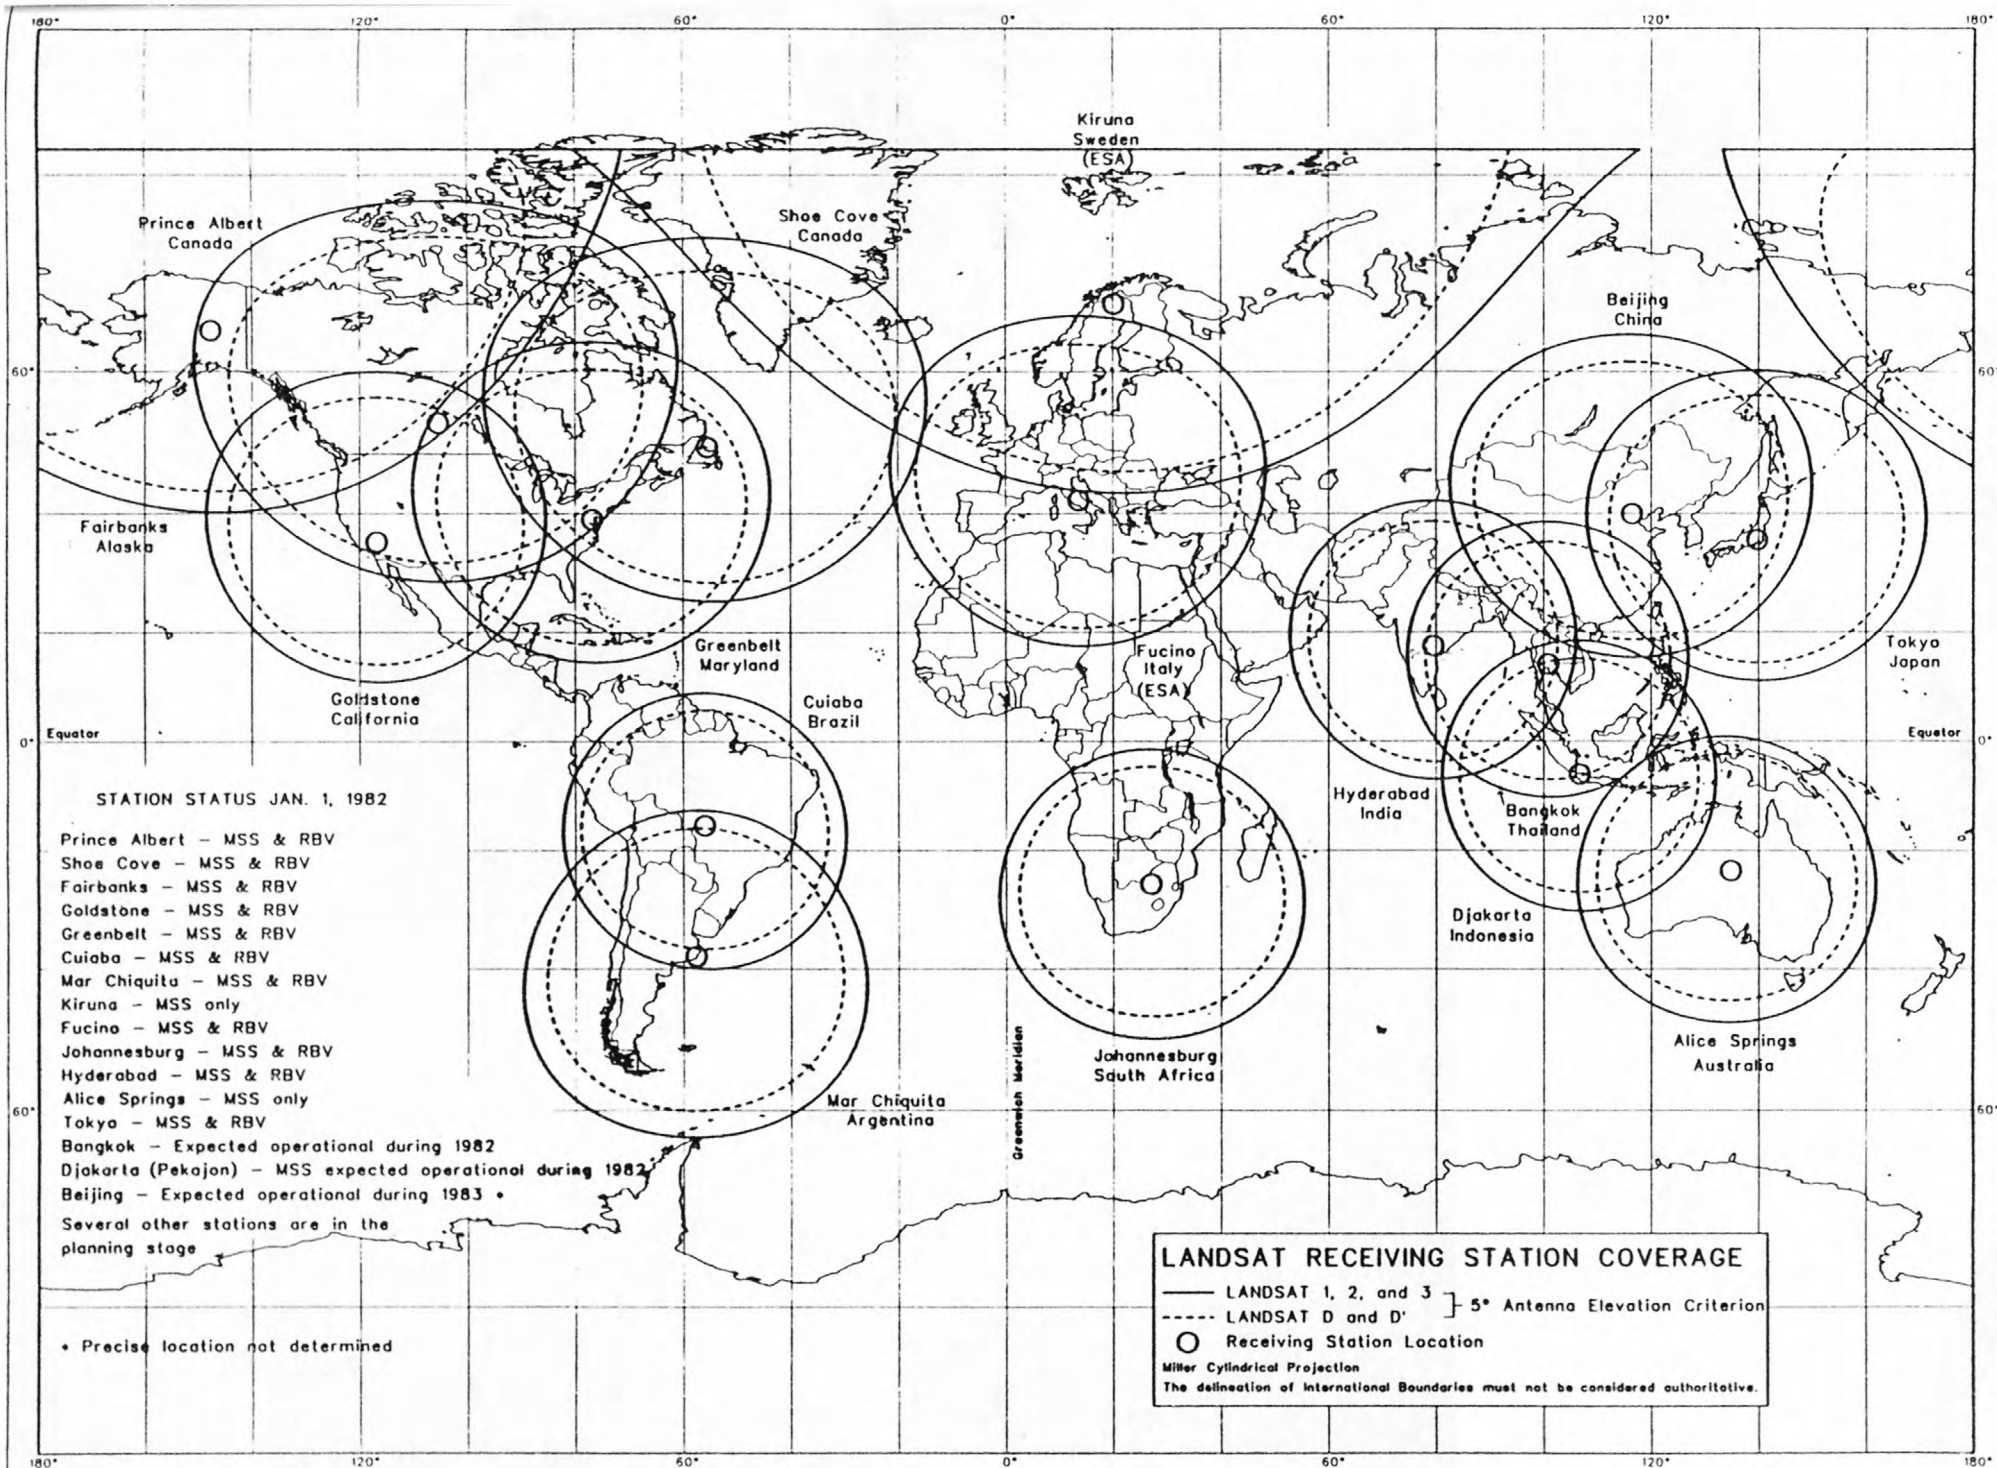 180° 120° 60° 0° 60° 120° 180°
Kiruna
Sweden
(ESA)
Prince Albert
Canada
Shoe Cove
Canada
Beijing
China
60° 60°
Fairbanks
Alaska
Goldstone
California
Greenbelt
Maryland
Cuiaba
Brazil
Fucino
Italy
(ESA)
Tokyo
Japan
0° Equator Equator 0°
Hyderabad
India
Bangkok
Thailand
Djakarta
Indonesia
STATION STATUS JAN. 1, 1982
Prince Albert – MSS & RBV
Shoe Cove – MSS & RBV
Fairbanks – MSS & RBV
Goldstone – MSS & RBV
Greenbelt – MSS & RBV
Cuiaba – MSS & RBV
Mar Chiquita – MSS & RBV
Kiruna – MSS only
Fucino – MSS & RBV
Johannesburg – MSS & RBV
Hyderabad – MSS & RBV
Alice Springs – MSS only
Tokyo – MSS & RBV
Bangkok – Expected operational during 1982
Djakarta (Pekajon) – MSS expected operational during 1982
Beijing – Expected operational during 1983 •
Several other stations are in the
planning stage
• Precise location not determined
Mar Chiquita
Argentina
Greenwich Meridian
Johannesburg
South Africa
Alice Springs
Australia
60° 60°
LANDSAT RECEIVING STATION COVERAGE
LANDSAT 1, 2, and 3
LANDSAT D and D'
5° Antenna Elevation Criterion
Receiving Station Location
Miller Cylindrical Projection
The delineation of International Boundaries must not be considered authoritative.
180° 120° 60° 0° 60° 120° 180°